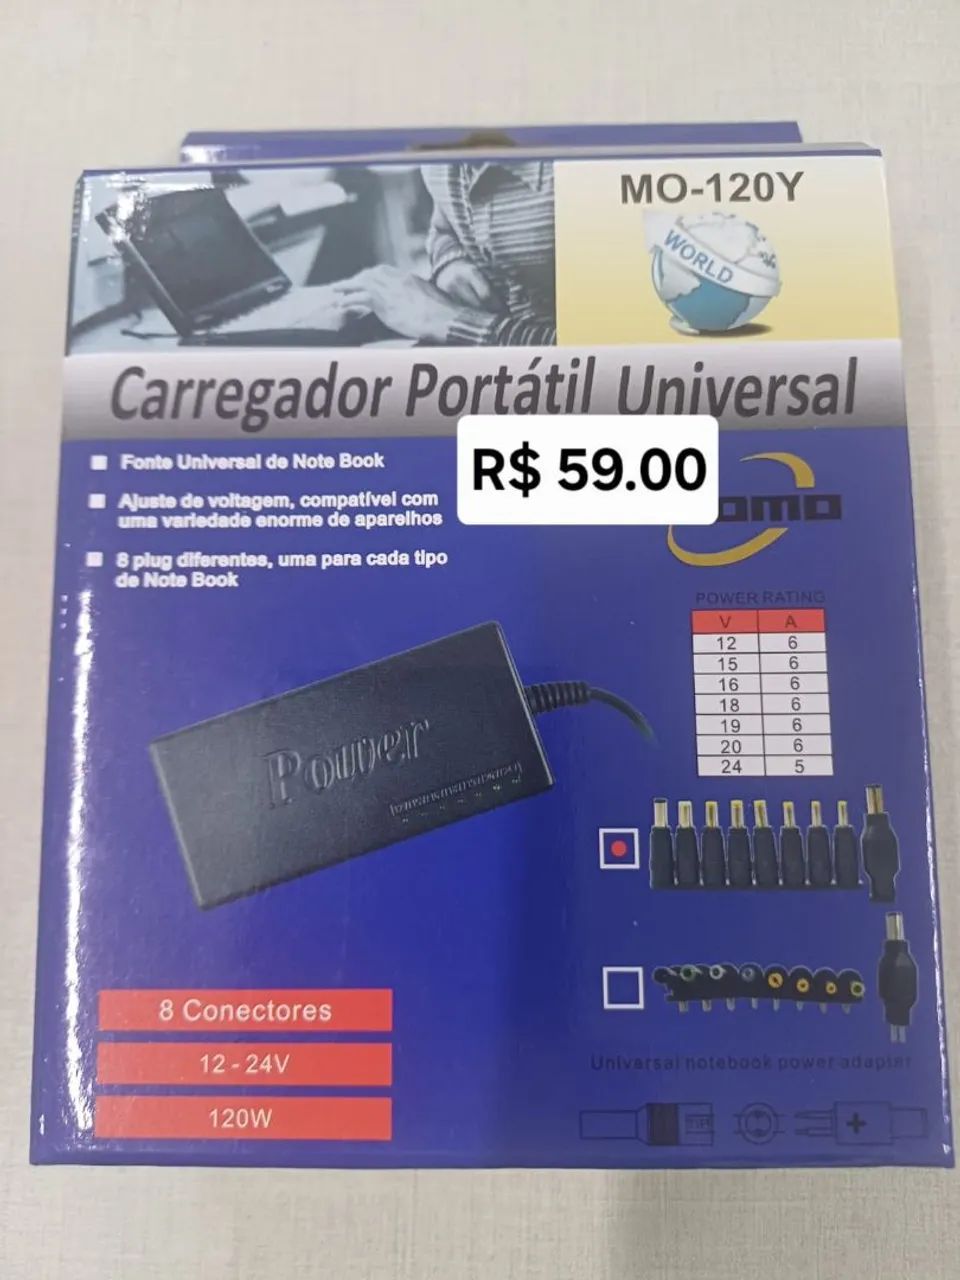 MO-120Y
WORLD
Carregador Portátil Universal
Fonte Universal de Note Book
R$ 59.00
Ajuste de voltagem, compatível com
uma variedade enorme de aparelhos
8 plug diferentes, uma para cada tipo
de Note Book
POWER RATING
V A
12 6
15 6
16 6
18 6
19 6
20 6
24 5
Power
8 Conectores
12 - 24V
120W
Universal notebook power adapter
+